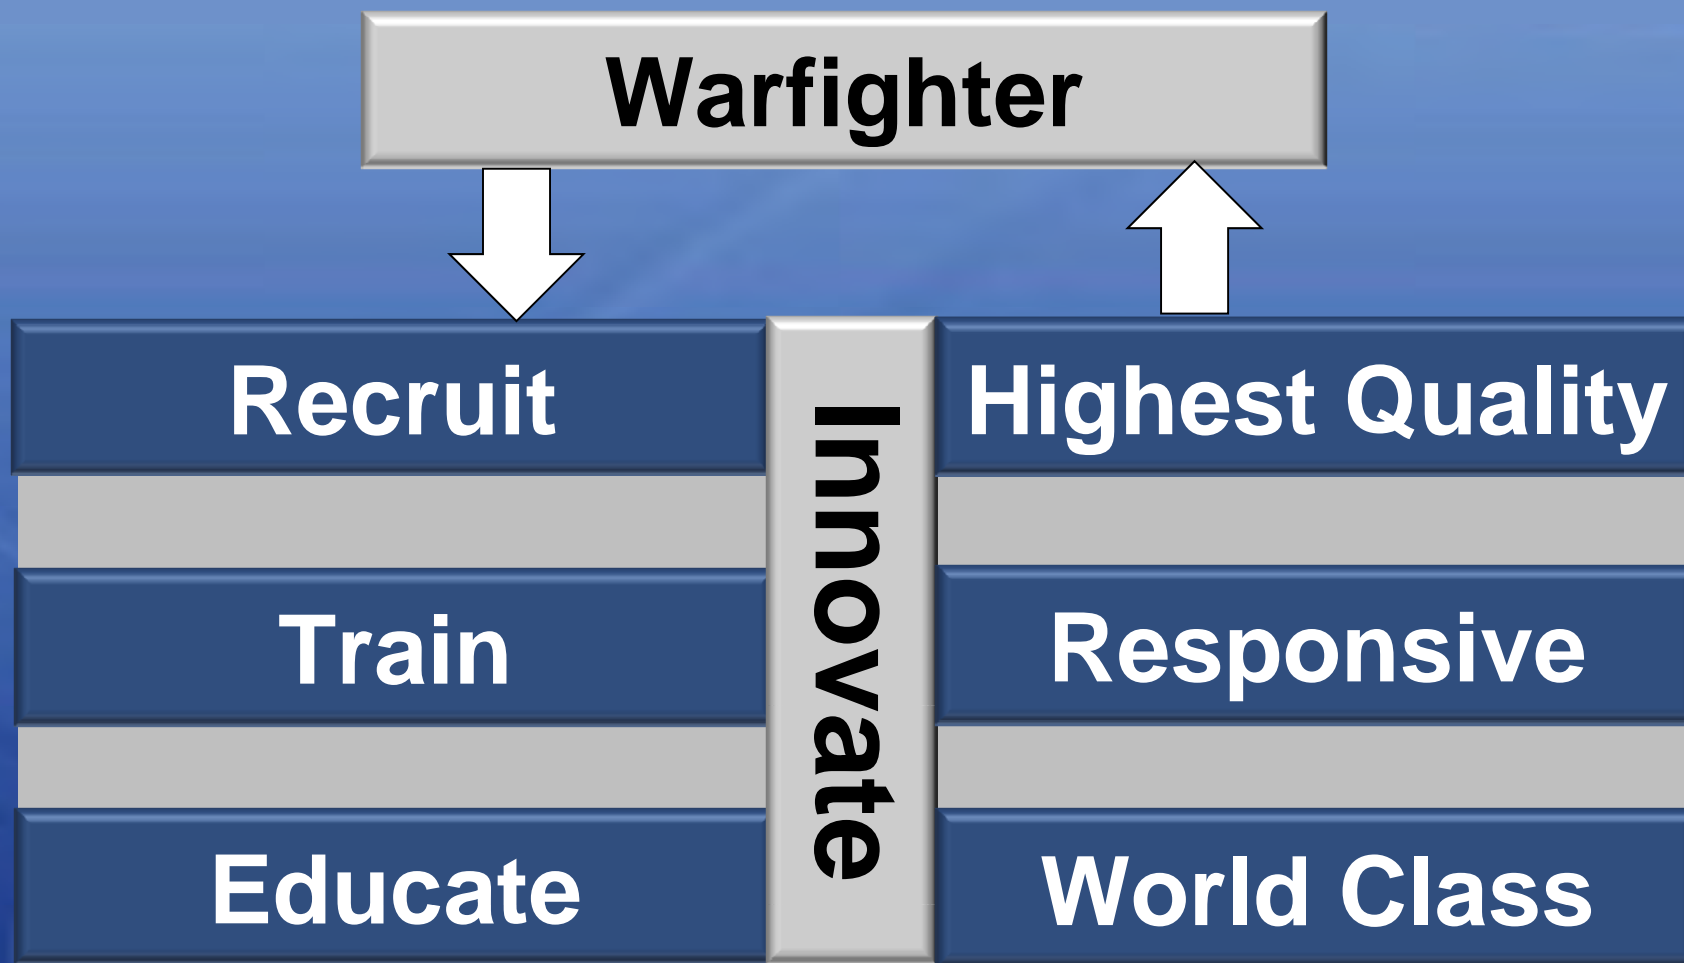 Warfighter
Recruit
Innovate
Highest Quality
Train
Responsive
Educate
World Class